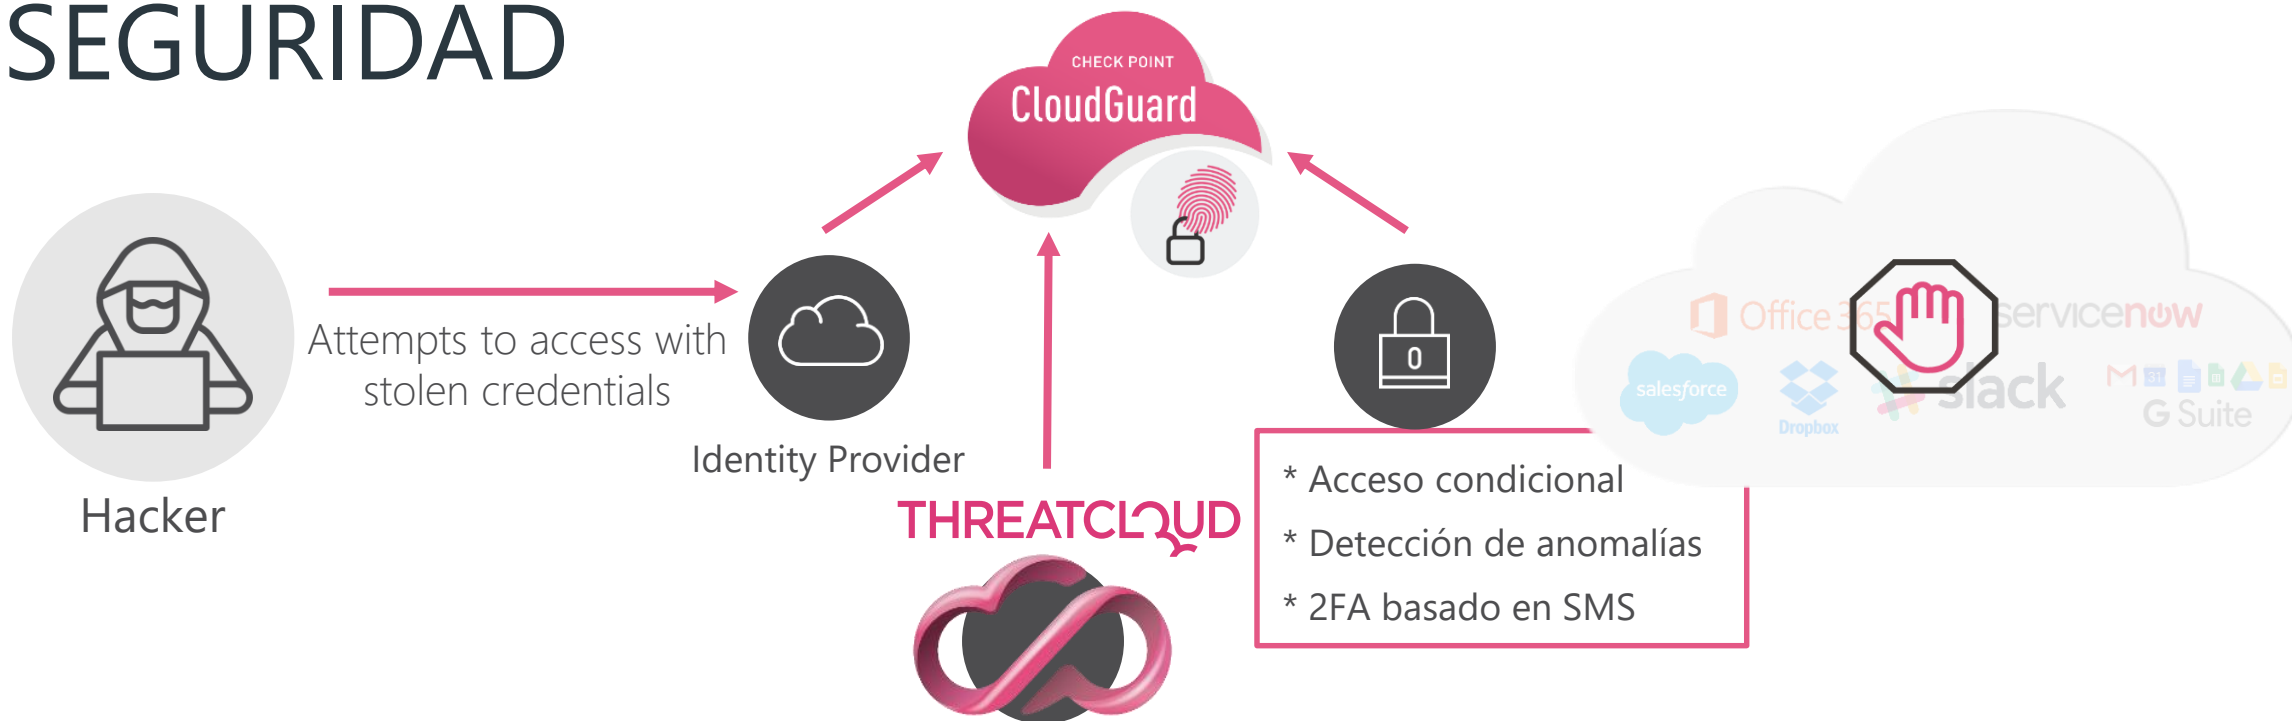 SEGURIDAD
CHECK POINT
CloudGuard
Attempts to access with
stolen credentials
Hacker
Identity Provider
THREATCLOUD
* Acceso condicional
* Detección de anomalías
* 2FA basado en SMS
Office 365
servicenow
salesforce
Dropbox
slack
31
G Suite